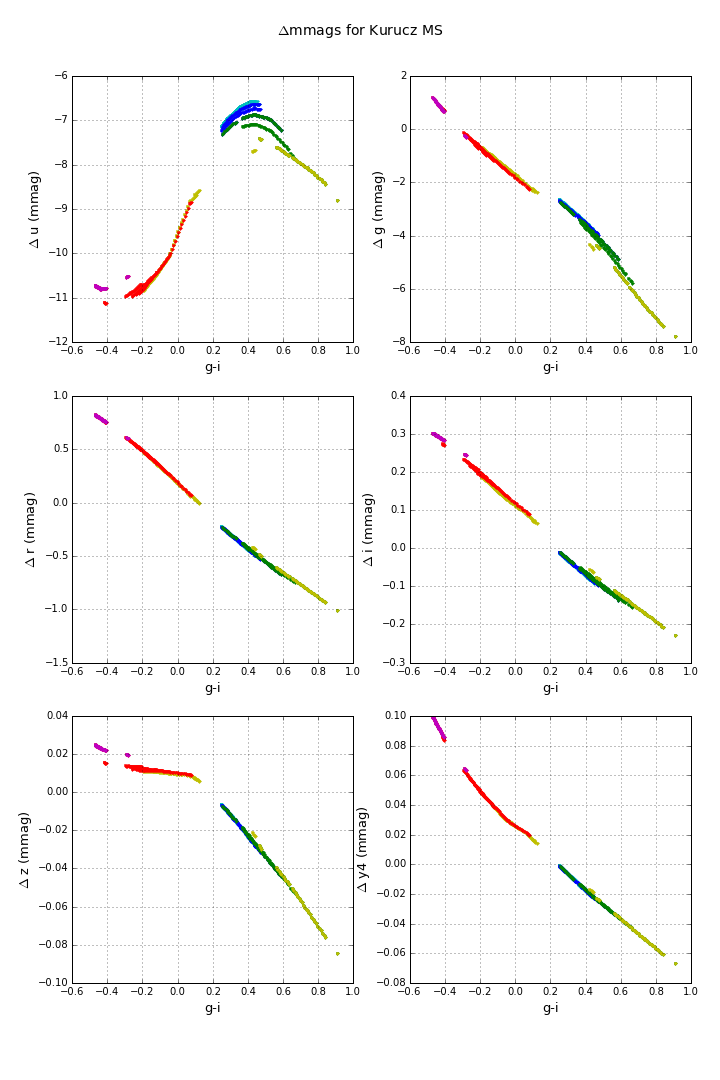 Δmmags for Kurucz MS
−6
−7
−8
−9
−10
−11
−12
Δ u (mmag)
−0.6 −0.4 −0.2 0.0 0.2 0.4 0.6 0.8 1.0
g-i
2
0
−2
−4
−6
−8
Δ g (mmag)
−0.6 −0.4 −0.2 0.0 0.2 0.4 0.6 0.8 1.0
g-i
1.0
0.5
0.0
−0.5
−1.0
−1.5
Δ r (mmag)
−0.6 −0.4 −0.2 0.0 0.2 0.4 0.6 0.8 1.0
g-i
0.4
0.3
0.2
0.1
0.0
−0.1
−0.2
−0.3
Δ i (mmag)
−0.6 −0.4 −0.2 0.0 0.2 0.4 0.6 0.8 1.0
g-i
0.04
0.02
0.00
−0.02
−0.04
−0.06
−0.08
−0.10
Δ z (mmag)
−0.6 −0.4 −0.2 0.0 0.2 0.4 0.6 0.8 1.0
g-i
0.10
0.08
0.06
0.04
0.02
0.00
−0.02
−0.04
−0.06
−0.08
Δ y4 (mmag)
−0.6 −0.4 −0.2 0.0 0.2 0.4 0.6 0.8 1.0
g-i